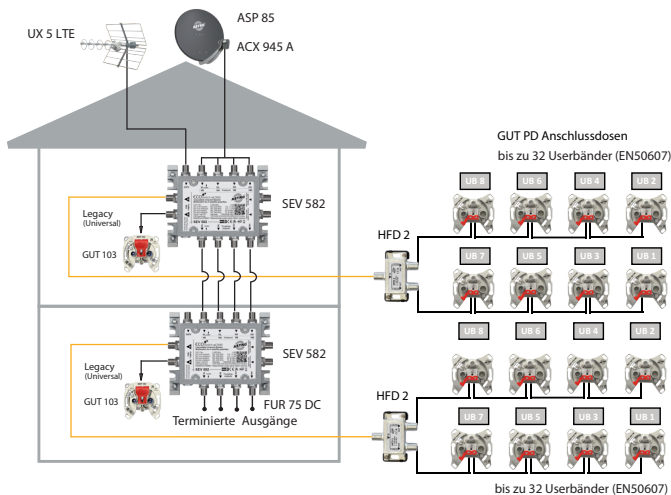 ASP 85
UX 5 LTE
ACX 945 A
GUT PD Anschlussdosen
bis zu 32 Userbänder (EN50607)
UB 8
UB 6
UB 4
UB 2
SEV 582
Legacy
(Universal)
GUT 103
HFD 2
UB 7
UB 5
UB 3
UB 1
SEV 582
Legacy
(Universal)
GUT 103
FUR 75 DC
Terminierte Ausgänge
HFD 2
UB 8
UB 6
UB 4
UB 2
UB 7
UB 5
UB 3
UB 1
bis zu 32 Userbänder (EN50607)